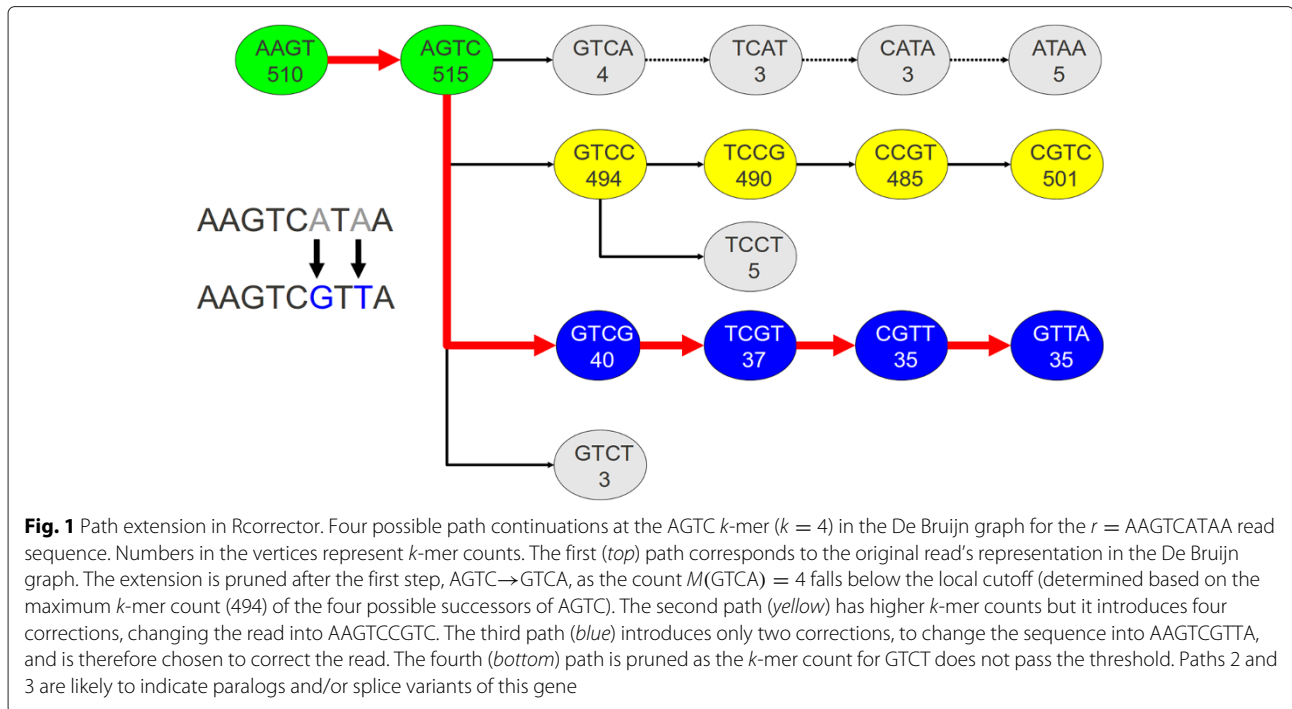 AAGT
510
AGTC
515
GTCA
4
TCAT
3
CATA
3
ATAA
5
GTCC
494
TCCG
490
CCGT
485
CGTC
501
TCCT
5
AAGTCATAA
AAGTCGTTA
GTCG
40
TCGT
37
CGTT
35
GTTA
35
GTCT
3
Fig. 1 Path extension in Rcorrector. Four possible path continuations at the AGTC k-mer (k = 4) in the De Bruijn graph for the r = AAGTCATAA read
sequence. Numbers in the vertices represent k-mer counts. The first (top) path corresponds to the original read's representation in the De Bruijn
graph. The extension is pruned after the first step, AGTC→GTCA, as the count M(GTCA) = 4 falls below the local cutoff (determined based on the
maximum k-mer count (494) of the four possible successors of AGTC). The second path (yellow) has higher k-mer counts but it introduces four
corrections, changing the read into AAGTCCGTC. The third path (blue) introduces only two corrections, to change the sequence into AAGTCGTTA,
and is therefore chosen to correct the read. The fourth (bottom) path is pruned as the k-mer count for GTCT does not pass the threshold. Paths 2 and
3 are likely to indicate paralogs and/or splice variants of this gene